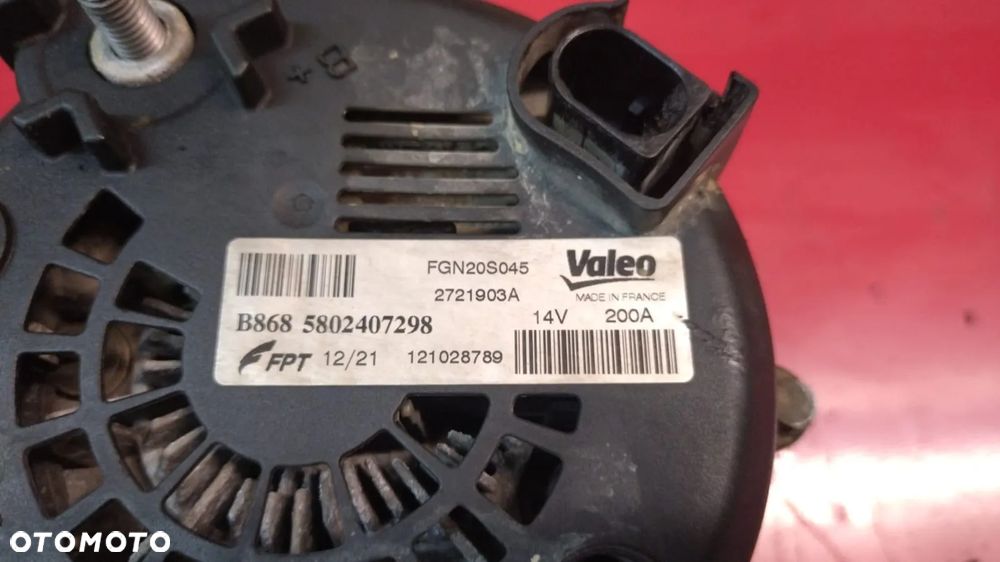 B+
FGN20S045
Valeo
2721903A
MADE IN FRANCE
14V 200A
B868 5802407298
FPT 12/21 121028789
OTOMOTO